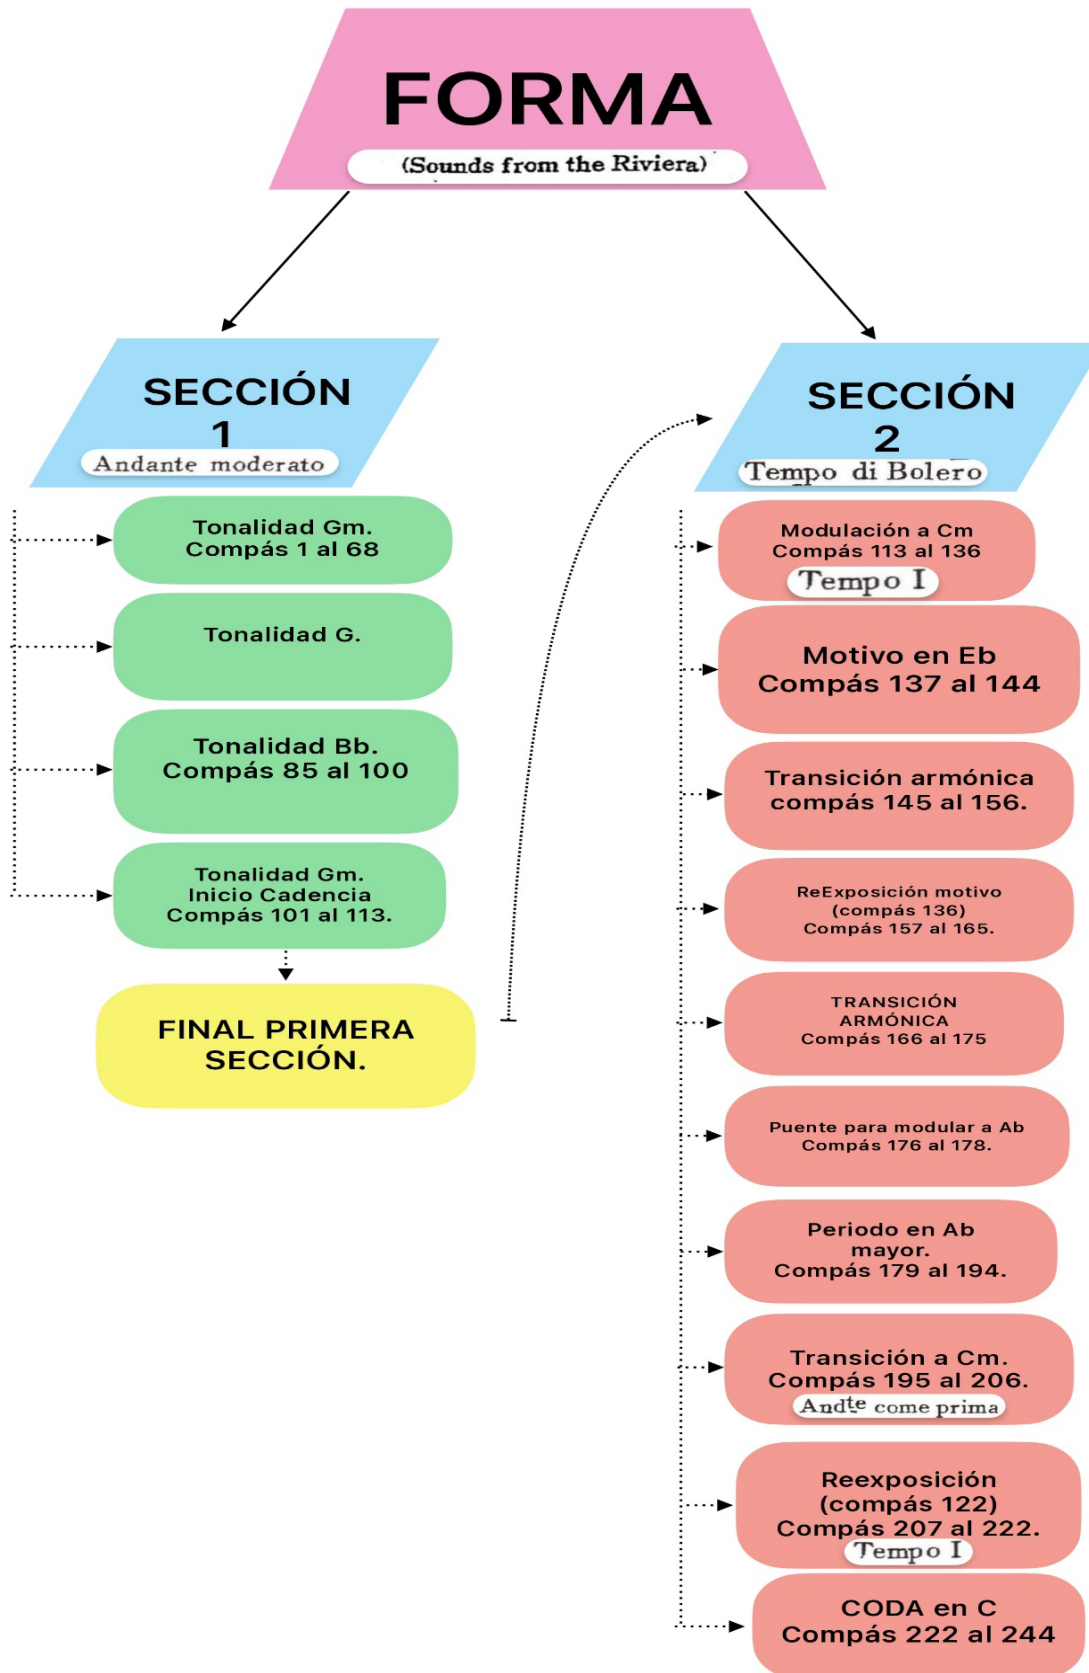 FORMA
(Sounds from the Riviera)
SECCIÓN
1
Andante moderato
Tonalidad Gm.
Compás 1 al 68
Tonalidad G.
Tonalidad Bb.
Compás 85 al 100
Tonalidad Gm.
Inicio Cadencia
Compás 101 al 113.
FINAL PRIMERA
SECCIÓN.
SECCIÓN
2
Tempo di Bolero
Modulación a Cm
Compás 113 al 136
Tempo I
Motivo en Eb
Compás 137 al 144
Transición armónica
compás 145 al 156.
ReExposición motivo
(compás 136)
Compás 157 al 165.
TRANSICIÓN
ARMÓNICA
Compás 166 al 175
Puente para modular a Ab
Compás 176 al 178.
Periodo en Ab
mayor.
Compás 179 al 194.
Transición a Cm.
Compás 195 al 206.
Andte come prima
Reexposición
(compás 122)
Compás 207 al 222.
Tempo I
CODA en C
Compás 222 al 244